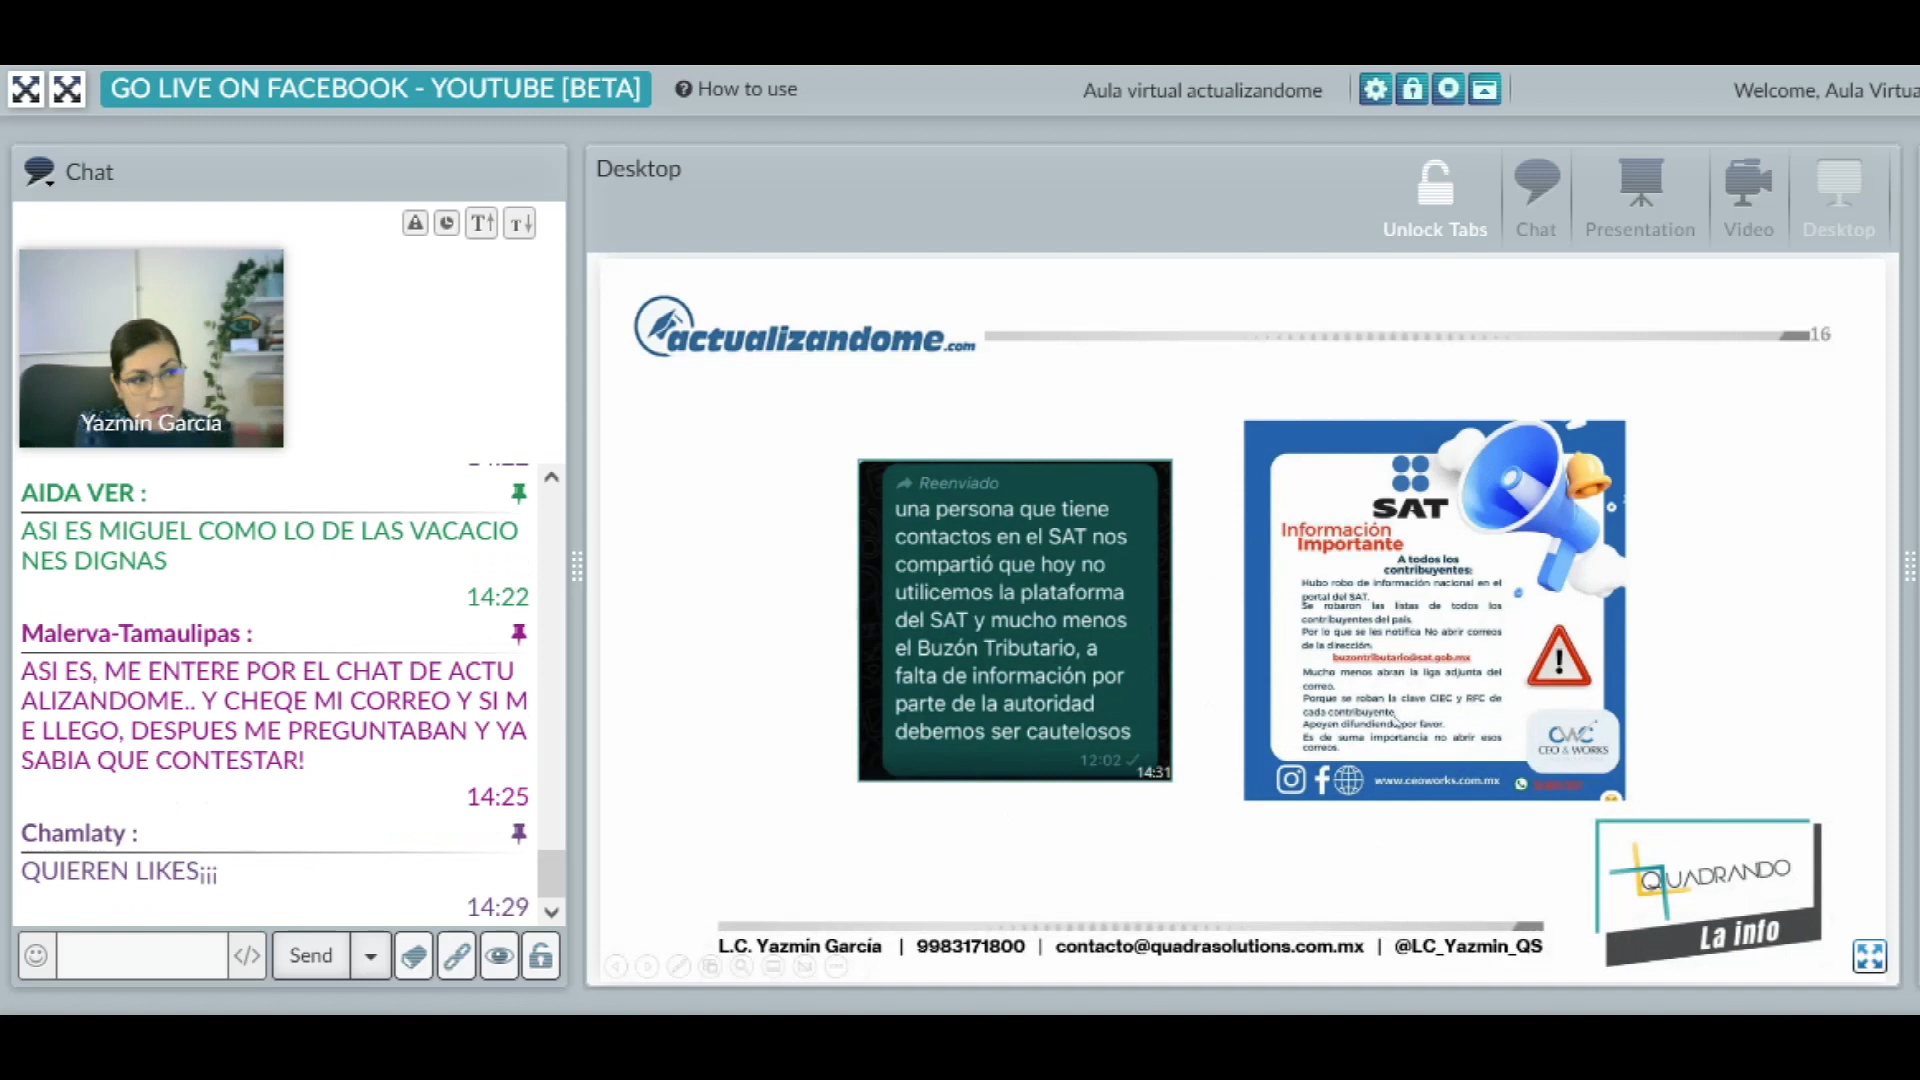 GO LIVE ON FACEBOOK - YOUTUBE [BETA]
How to use
Aula virtual actualizandome
Welcome, Aula Virtua
Chat
Yazmín García
AIDA VER :
ASI ES MIGUEL COMO LO DE LAS VACACIO
NES DIGNAS
14:22
Malerva-Tamaulipas :
ASI ES, ME ENTERE POR EL CHAT DE ACTU
ALIZANDOME.. Y CHEQE MI CORREO Y SI M
E LLEGO, DESPUES ME PREGUNTABAN Y YA
SABIA QUE CONTESTAR!
14:25
Chamlaty :
QUIEREN LIKES¡¡¡
14:29
Send
Desktop
Unlock Tabs
Chat
Presentation
Video
Desktop
actualizandome.com
16
Reenviado
una persona que tiene
contactos en el SAT nos
compartió que hoy no
utilicemos la plataforma
del SAT y mucho menos
el Buzón Tributario, a
falta de información por
parte de la autoridad
debemos ser cautelosos
12:02
14:31
SAT
Información
Importante
A todos los
contribuyentes:
Hubo robo de información nacional en el
portal del SAT.
Se robaron las listas de todos los
contribuyentes del país.
Por lo que se les notifica No abrir correos
de la dirección.
buzontributario@sat.gob.mx
Mucho menos abran la liga adjunta del
correo.
Porque se roban la clave CIEC y RFC de
cada contribuyente.
Apoyen difundiendo por favor.
Es de suma importancia no abrir esos
correos.
CWC
CEO & WORKS
www.ceoworks.com.mx
QUADRANDO
La info
L.C. Yazmin García | 9983171800 | contacto@quadrasolutions.com.mx | @LC_Yazmin_QS